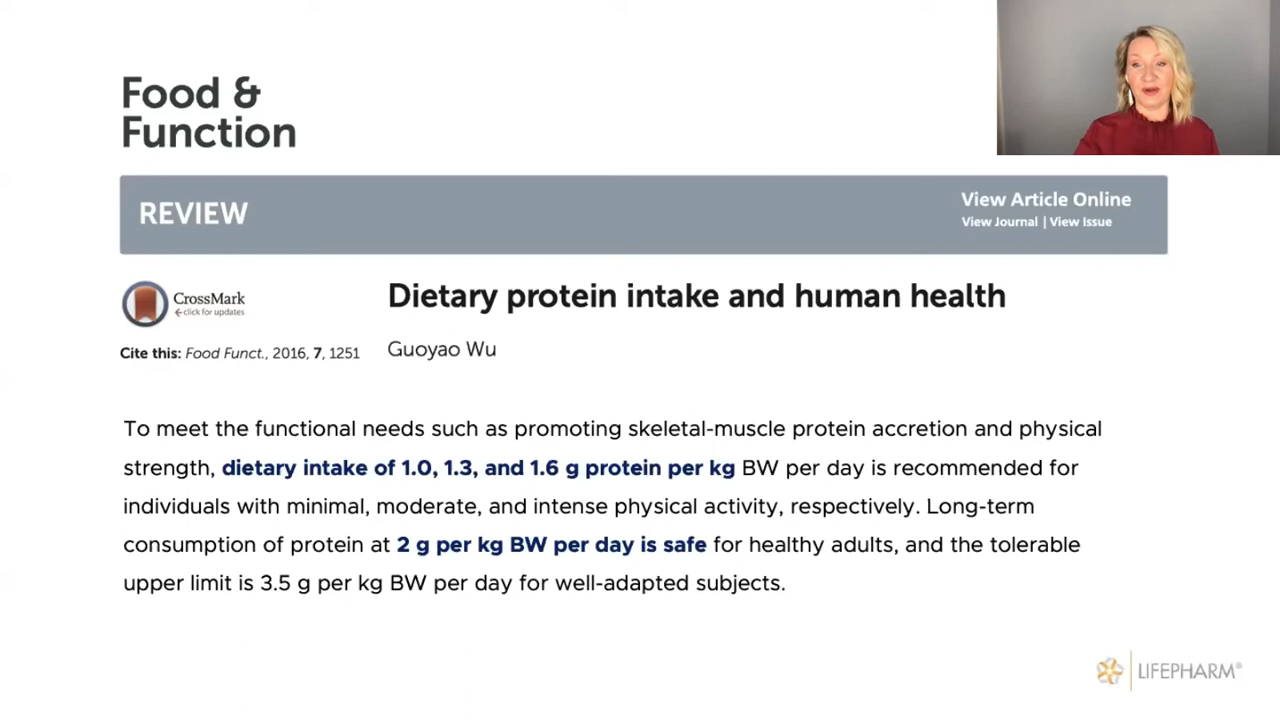 Food &
Function
REVIEW
View Article Online
View Journal | View Issue
CrossMark
click for updates
Dietary protein intake and human health
Cite this: Food Funct., 2016, 7, 1251
Guoyao Wu
To meet the functional needs such as promoting skeletal-muscle protein accretion and physical
strength, dietary intake of 1.0, 1.3, and 1.6 g protein per kg BW per day is recommended for
individuals with minimal, moderate, and intense physical activity, respectively. Long-term
consumption of protein at 2 g per kg BW per day is safe for healthy adults, and the tolerable
upper limit is 3.5 g per kg BW per day for well-adapted subjects.
LIFEPHARM®